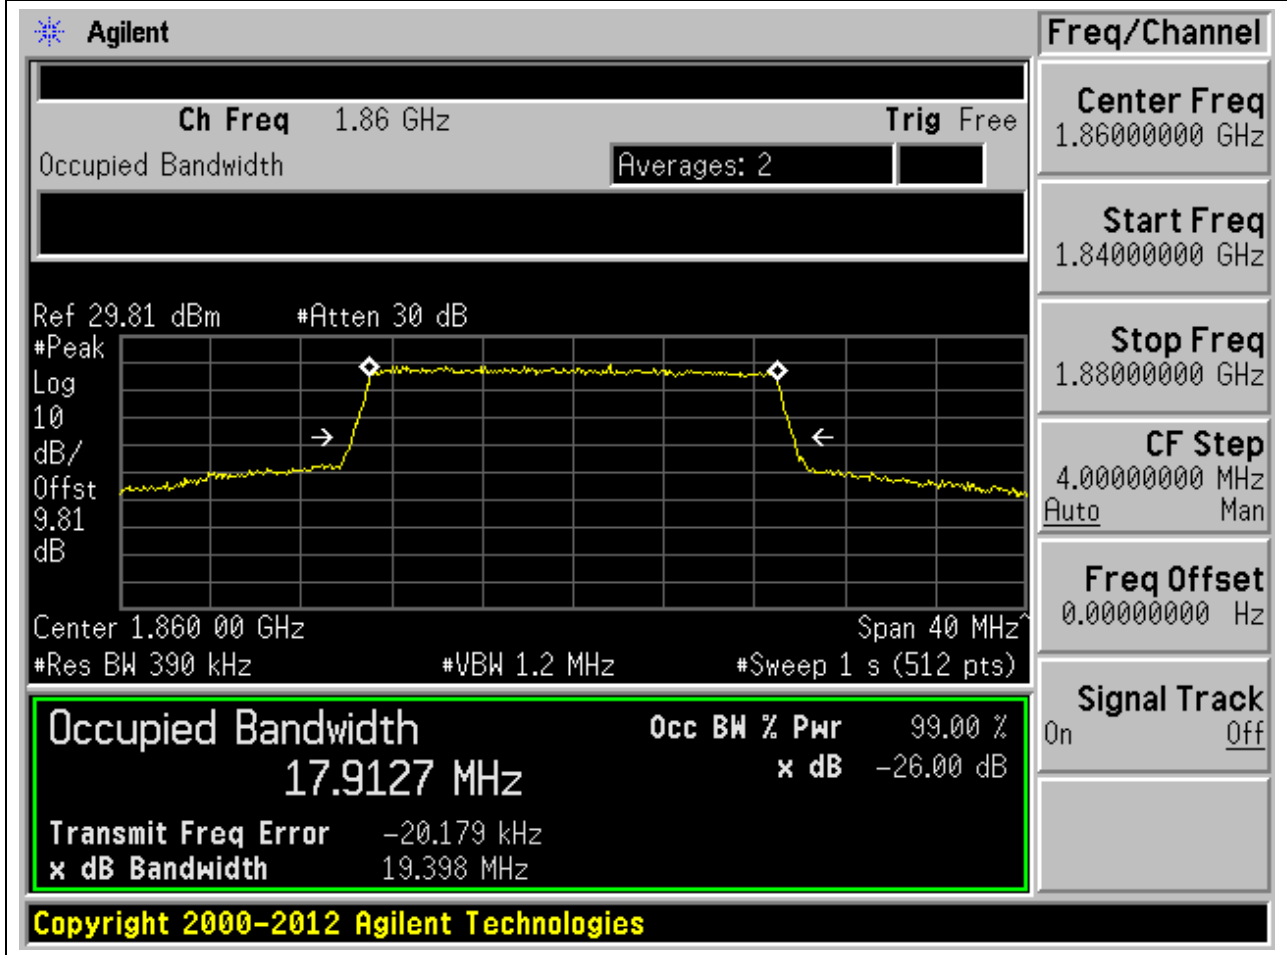 Agilent
Freq/Channel
Ch Freq 1.86 GHz Trig Free
Occupied Bandwidth Averages: 2
Center Freq
1.86000000 GHz
Start Freq
1.84000000 GHz
Stop Freq
1.88000000 GHz
CF Step
4.00000000 MHz
Auto Man
Freq Offset
0.00000000 Hz
Signal Track
On Off
Ref 29.81 dBm #Atten 30 dB
#Peak
Log
10
dB/
Offst
9.81
dB
Center 1.860 00 GHz Span 40 MHz^
#Res BW 390 kHz #VBW 1.2 MHz #Sweep 1 s (512 pts)
Occupied Bandwidth
17.9127 MHz
Occ BW % Pwr 99.00 %
x dB -26.00 dB
Transmit Freq Error -20.179 kHz
x dB Bandwidth 19.398 MHz
Copyright 2000-2012 Agilent Technologies